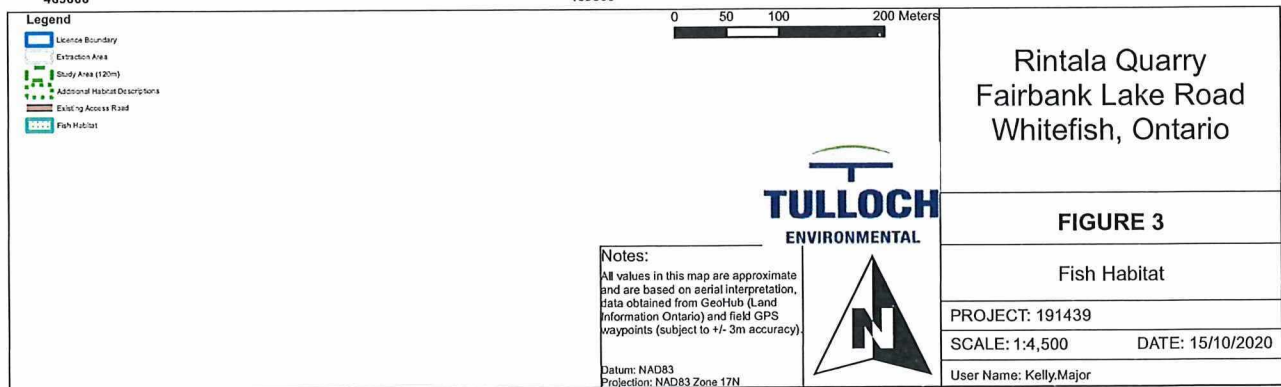 Legend
Licence Boundary
Extraction Area
Study Area (120m)
Additional Habitat Descriptions
Existing Access Road
Fish Habitat
0 50 100 200 Meters
TULLOCH
ENVIRONMENTAL
Notes:
All values in this map are approximate
and are based on aerial interpretation,
data obtained from GeoHub (Land
Information Ontario) and field GPS
waypoints (subject to +/- 3m accuracy).
Datum: NAD83
Projection: NAD83 Zone 17N
N
Rintala Quarry
Fairbank Lake Road
Whitefish, Ontario
FIGURE 3
Fish Habitat
PROJECT: 191439
SCALE: 1:4,500 DATE: 15/10/2020
User Name: Kelly.Major